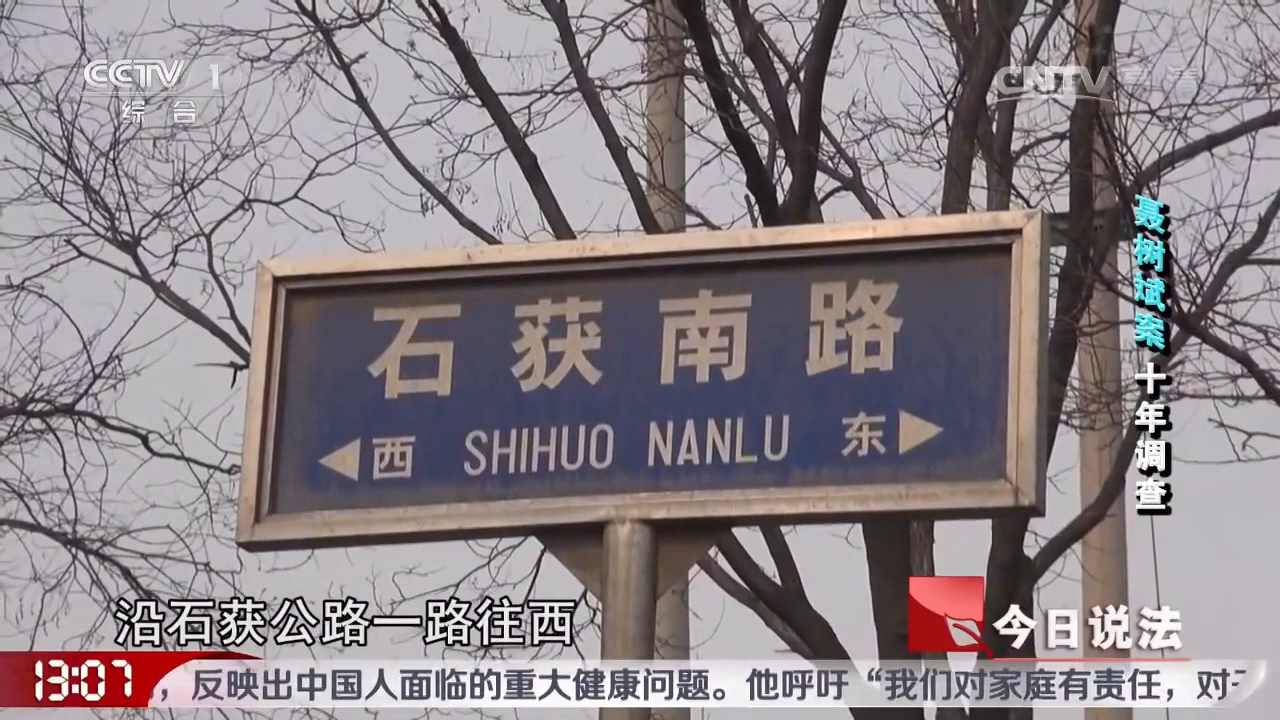 CCTV 1
综合
CNTV 高清
石获南路
西 SHIHUO NANLU 东
聂树斌案 十年调查
沿石获公路一路往西
今日说法
13:07
，反映出中国人面临的重大健康问题。他呼吁“我们对家庭有责任，对